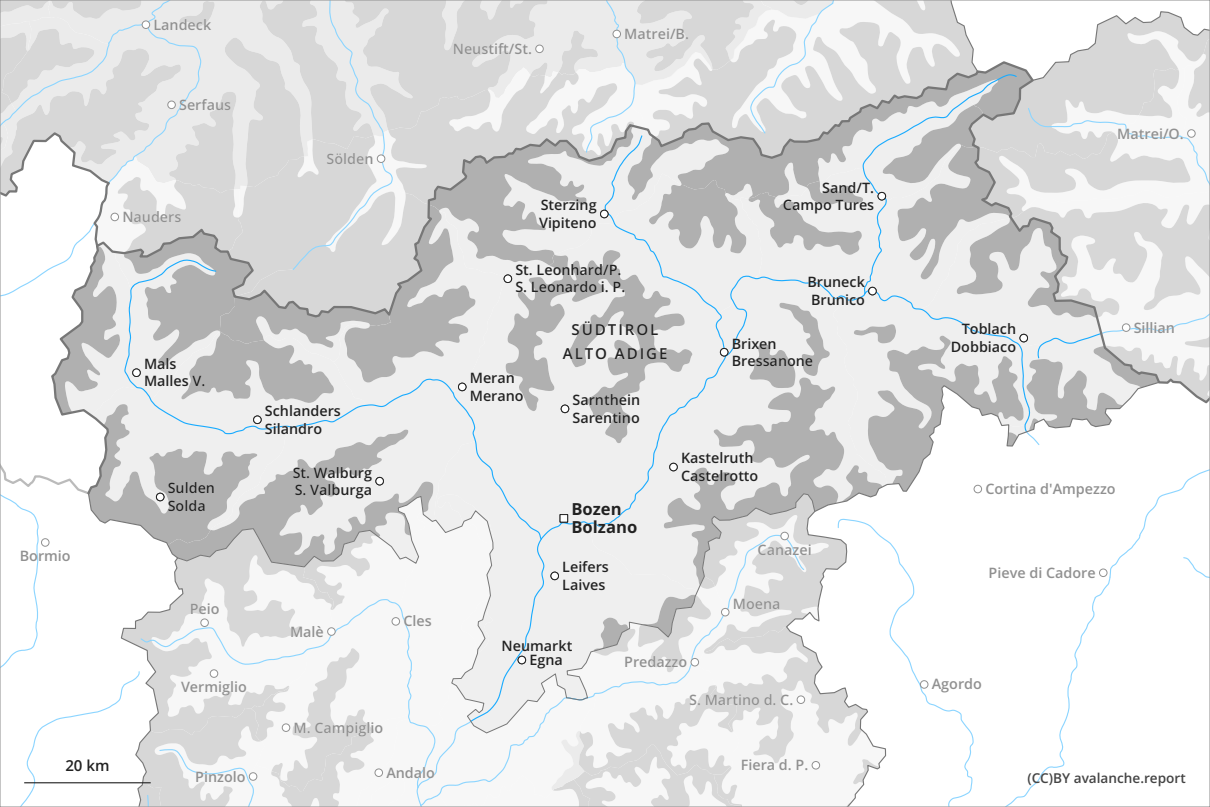 Landeck
Matrei/B.
Neustift/St.
Serfaus
Matrei/O.
Sölden
Sand/T.
Campo Tures
Sterzing
Vipiteno
Nauders
St. Leonhard/P.
S. Leonardo i. P.
Bruneck
Brunico
SÜDTIROL
ALTO ADIGE
Toblach
Dobbiaco
Sillian
Brixen
Bressanone
Mals
Malles V.
Meran
Merano
Sarnthein
Sarentino
Schlanders
Silandro
Kastelruth
Castelrotto
St. Walburg
S. Valburga
Sulden
Solda
Cortina d'Ampezzo
Bozen
Bolzano
Bormio
Canazei
Leifers
Laives
Pieve di Cadore
Peio
Moena
Malè
Cles
Neumarkt
Egna
Predazzo
Vermiglio
Agordo
S. Martino d. C.
M. Campiglio
Fiera d. P.
20 km
Pinzolo
Andalo
(CC)BY avalanche.report